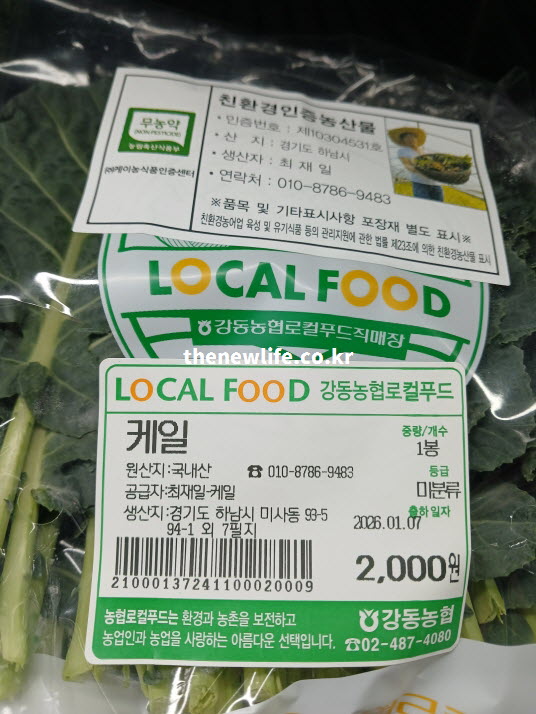 친환경인증농산물
무농약
(NON PESTICIDE)
농림축산식품부
㈜케이농식품인증센터
• 인증번호 : 제10304531호
• 산 지 : 경기도 하남시
• 생산자 : 최 재 일
• 연락처 : 010-8786-9483
※품목 및 기타표시사항 포장재 별도 표시※
친환경농어업 육성 및 유기식품 등의 관리지원에 관한 법률 제23조에 의한 친환경농산물 표시
LOCAL FOOD
강동농협로컬푸드직매장
thenewlife.co.kr
LOCAL FOOD 강동농협로컬푸드
케일
중량/개수
1봉
원산지:국내산 ☎ 010-8786-9483
등급
공급자:최재일-케일
미분류
생산지:경기도 하남시 미사동 93-5
94-1 외 7필지
출하일자
2026.01.07
2,000원
21000137241100020009
농협로컬푸드는 환경과 농촌을 보전하고
농업인과 농업을 사랑하는 아름다운 선택입니다.
강동농협
☎02-487-4080